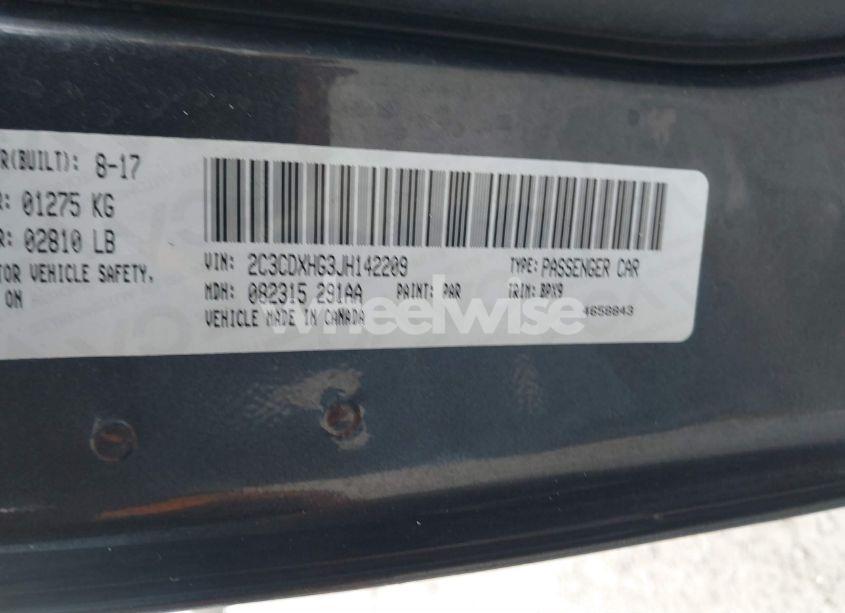 R(BUILT): 8-17
R: 01275 KG
R: 02810 LB
TOR VEHICLE SAFETY,
ON
VIN: 2C3CDXHG3JH142209 TYPE: PASSENGER CAR
MDH: 082315 291AA PAINT: PAR TRIM: BPX9
VEHICLE MADE IN CANADA 4658843
wheelwise